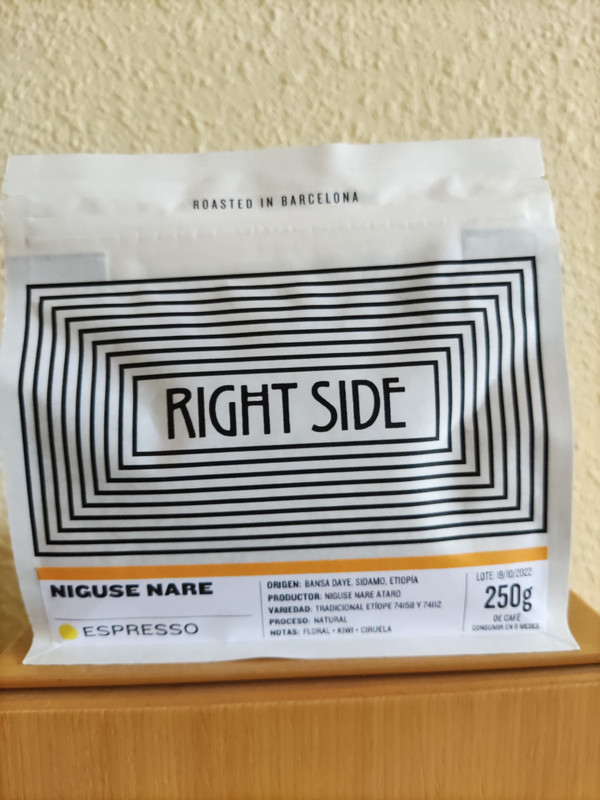 ROASTED IN BARCELONA
RIGHT SIDE
NIGUSE NARE
ESPRESSO
ORIGEN: BANSA DAYE. SIDAMO, ETIOPÍA
PRODUCTOR: NIGUSE NARE ATARO
VARIEDAD: TRADICIONAL ETÍOPE 74158 Y 74112
PROCESO: NATURAL
NOTAS: FLORAL · KIWI · CIRUELA
LOTE: 19/10/2022
250g
DE CAFÉ
CONSUMIR EN 6 MESES